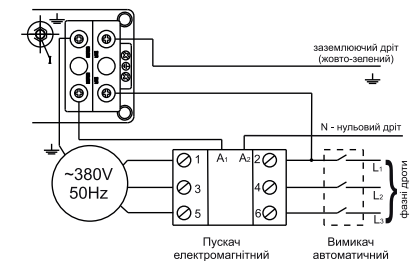 заземлюючий дріт
(жовто-зелений)
N - нульовий дріт
I
1 A1 A2 2
3 4
5 6
L1
L2
L3
фазні дроти
~380V
50Hz
Пускач
електромагнітний
Вимикач
автоматичний